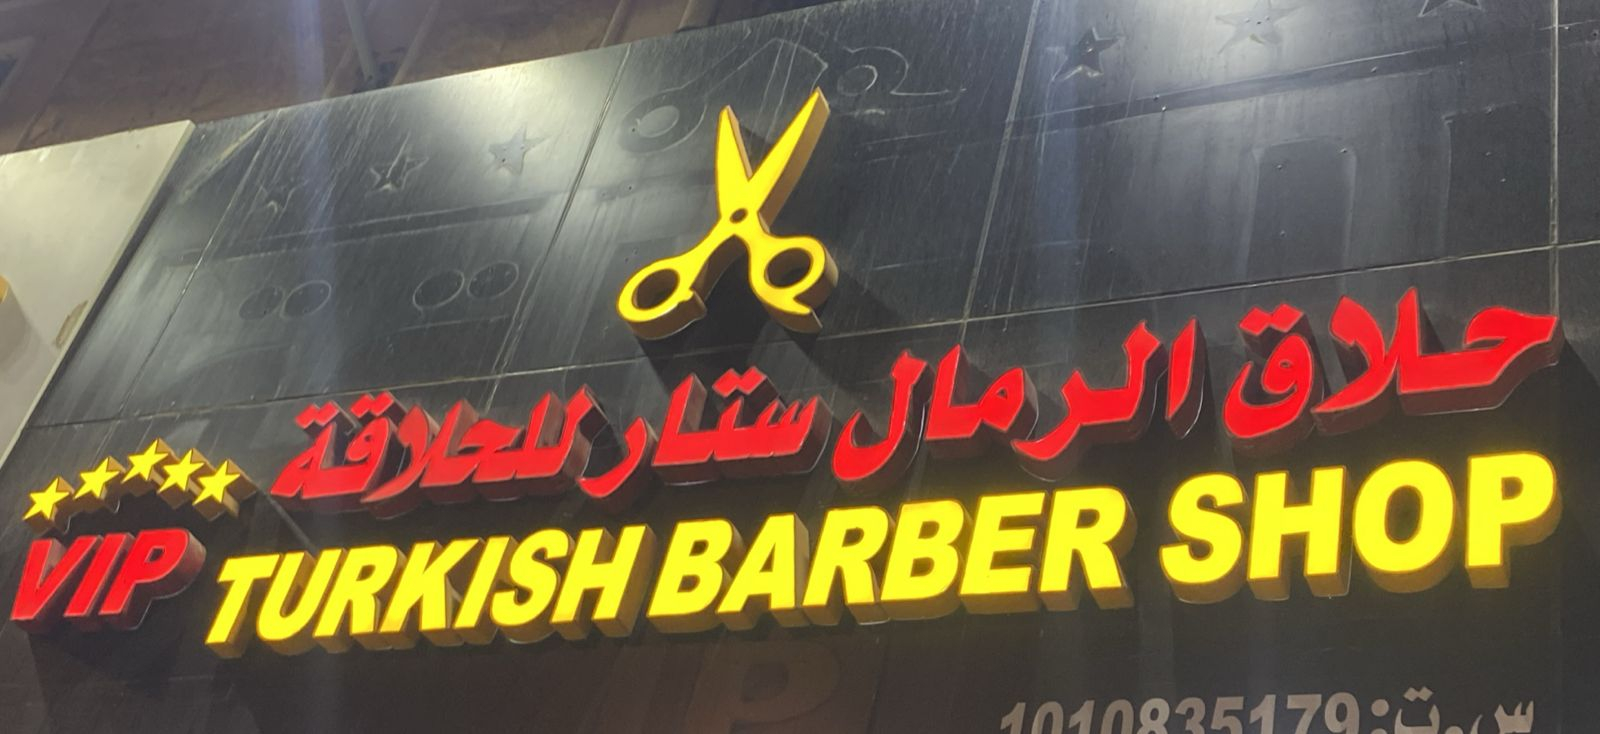 حلاق الرمال ستار للحلاقة
VIP TURKISH BARBER SHOP
س.ت: 1010835179